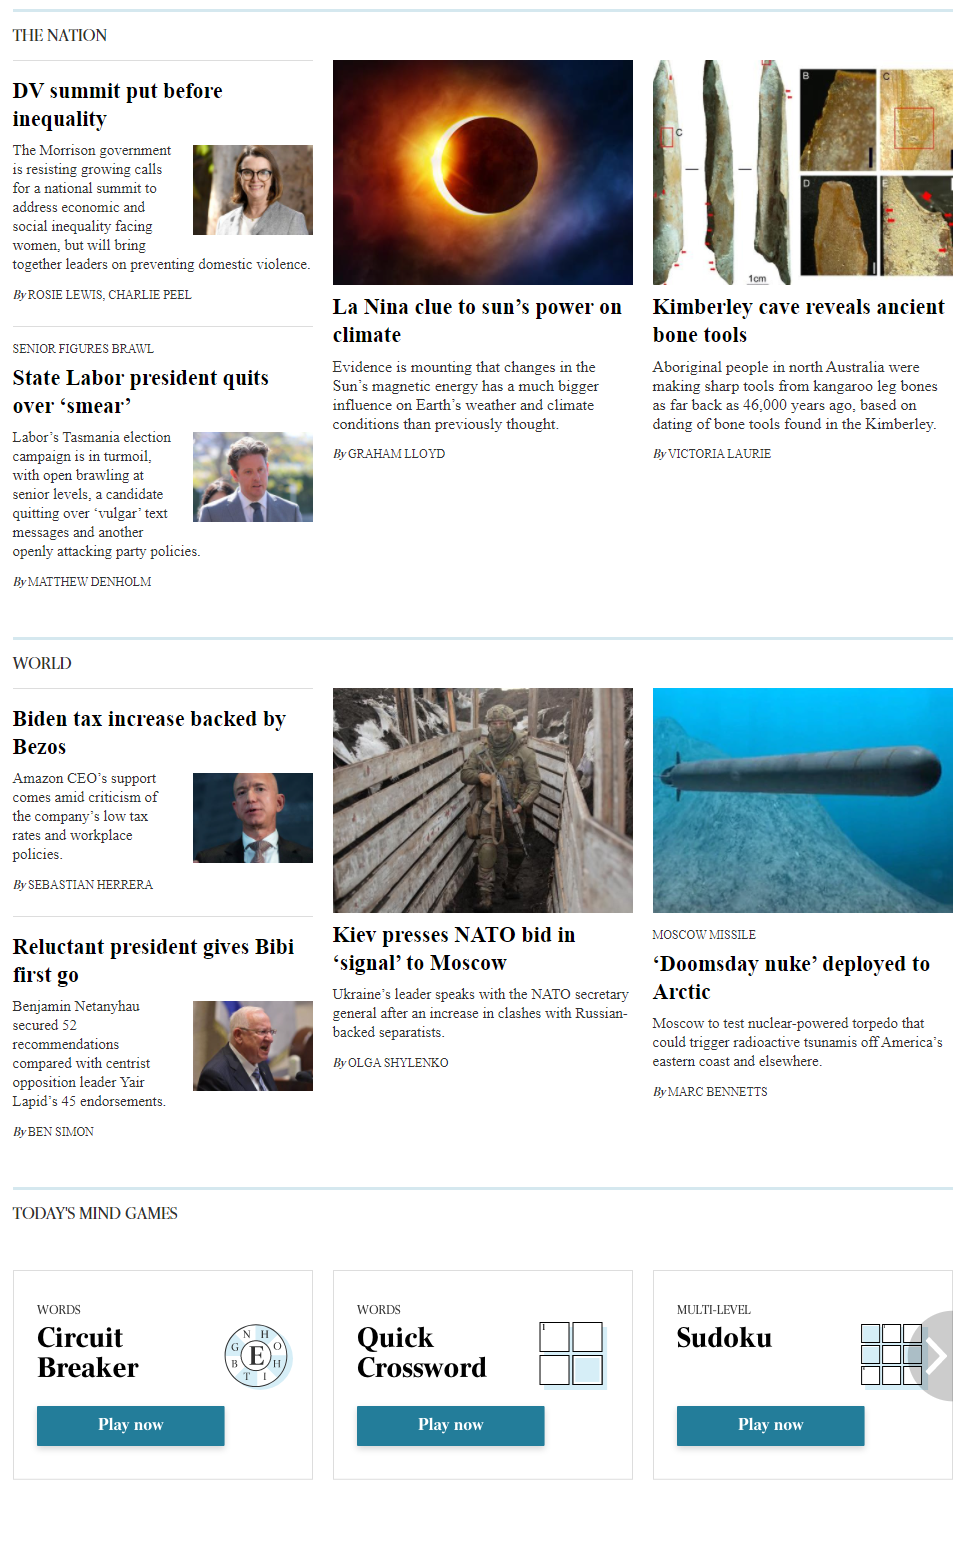 THE NATION
DV summit put before
inequality
The Morrison government
is resisting growing calls
for a national summit to
address economic and
social inequality facing
women, but will bring
together leaders on preventing domestic violence.
By ROSIE LEWIS, CHARLIE PEEL
SENIOR FIGURES BRAWL
State Labor president quits
over ‘smear’
Labor’s Tasmania election
campaign is in turmoil,
with open brawling at
senior levels, a candidate
quitting over ‘vulgar’ text
messages and another
openly attacking party policies.
By MATTHEW DENHOLM
La Nina clue to sun’s power on
climate
Evidence is mounting that changes in the
Sun’s magnetic energy has a much bigger
influence on Earth’s weather and climate
conditions than previously thought.
By GRAHAM LLOYD
B
C
C
D
E
1cm
Kimberley cave reveals ancient
bone tools
Aboriginal people in north Australia were
making sharp tools from kangaroo leg bones
as far back as 46,000 years ago, based on
dating of bone tools found in the Kimberley.
By VICTORIA LAURIE
WORLD
Biden tax increase backed by
Bezos
Amazon CEO’s support
comes amid criticism of
the company’s low tax
rates and workplace
policies.
By SEBASTIAN HERRERA
Reluctant president gives Bibi
first go
Benjamin Netanyhau
secured 52
recommendations
compared with centrist
opposition leader Yair
Lapid’s 45 endorsements.
By BEN SIMON
Kiev presses NATO bid in
‘signal’ to Moscow
Ukraine’s leader speaks with the NATO secretary
general after an increase in clashes with Russian-
backed separatists.
By OLGA SHYLENKO
MOSCOW MISSILE
‘Doomsday nuke’ deployed to
Arctic
Moscow to test nuclear-powered torpedo that
could trigger radioactive tsunamis off America’s
eastern coast and elsewhere.
By MARC BENNETTS
TODAY'S MIND GAMES
WORDS
Circuit
Breaker
N H O H I T B G
E
Play now
WORDS
Quick
Crossword
1
Play now
MULTI-LEVEL
Sudoku
Play now